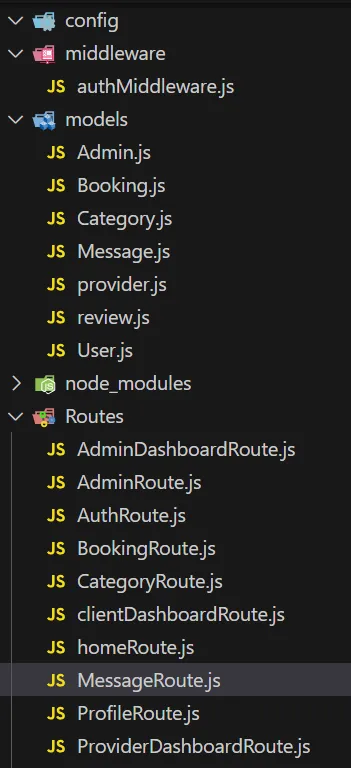 config
middleware
JS authMiddleware.js
models
JS Admin.js
JS Booking.js
JS Category.js
JS Message.js
JS provider.js
JS review.js
JS User.js
node_modules
Routes
JS AdminDashboardRoute.js
JS AdminRoute.js
JS AuthRoute.js
JS BookingRoute.js
JS CategoryRoute.js
JS clientDashboardRoute.js
JS homeRoute.js
JS MessageRoute.js
JS ProfileRoute.js
JS ProviderDashboardRoute.js